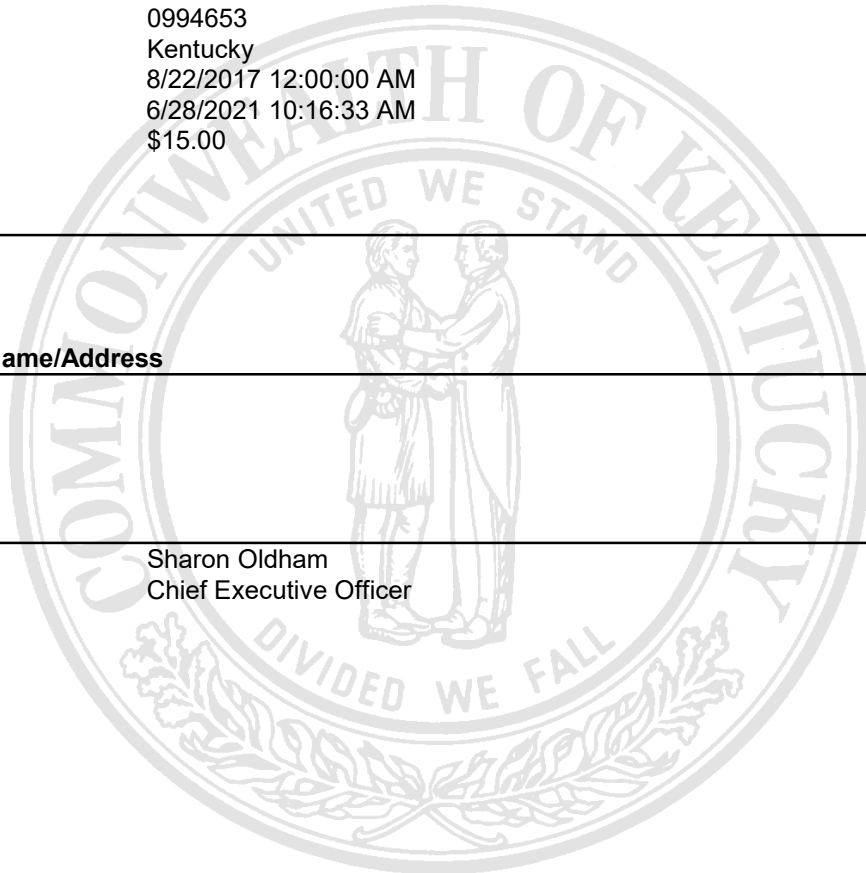 0994653
Kentucky
8/22/2017 12:00:00 AM
6/28/2021 10:16:33 AM
$15.00
COMMONWEALTH OF KENTUCKY
UNITED WE STAND
ame/Address
Sharon Oldham
Chief Executive Officer
DIVIDED WE FALL